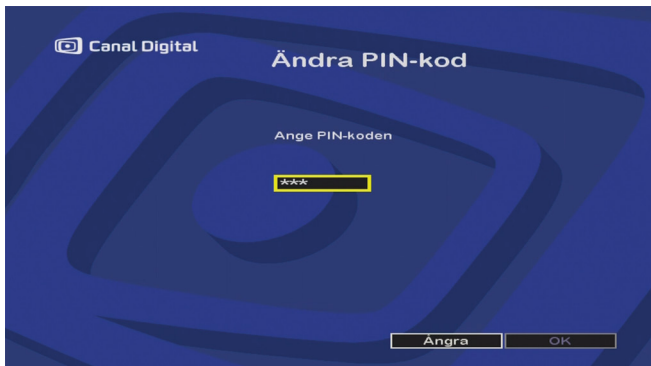 Canal Digital
Ändra PIN-kod
Ange PIN-koden
***
Ångra
OK